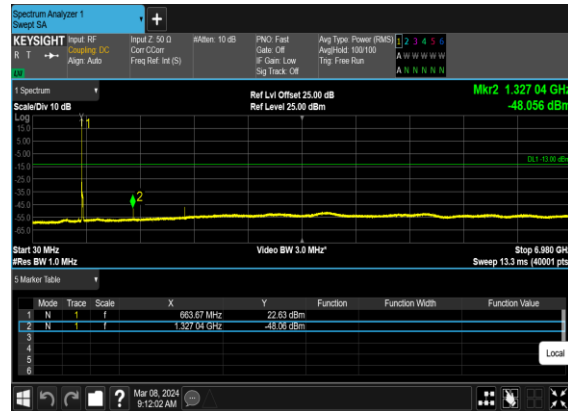 Spectrum Analyzer 1
Swept SA
+
KEYSIGHT Input: RF Input Z: 50 Ω #Atten: 10 dB PNO: Fast Avg Type: Power (RMS) 1 2 3 4 5 6
R T Coupling: DC Corr CCorr Gate: Off Avg|Hold: 100/100 A W W W W W
Align: Auto Freq Ref: Int (S) IF Gain: Low Trig: Free Run
Sig Track: Off A N N N N N
1 Spectrum Ref Lvl Offset 25.00 dB Mkr2 1.327 04 GHz
Scale/Div 10 dB Ref Level 25.00 dBm -48.056 dBm
Log
15.0
5.00
-5.00
-15.0
-25.0
-35.0
-45.0
-55.0
-65.0
1
2
DL1 -13.00 dBm
Start 30 MHz Video BW 3.0 MHz* Stop 6.980 GHz
#Res BW 1.0 MHz Sweep 13.3 ms (40001 pts)
5 Marker Table
Mode Trace Scale X Y Function Function Width Function Value
1 N 1 f 663.67 MHz 22.63 dBm
2 N 1 f 1.327 04 GHz -48.06 dBm
3
4
5
6
Local
? Mar 08, 2024
9:12:02 AM